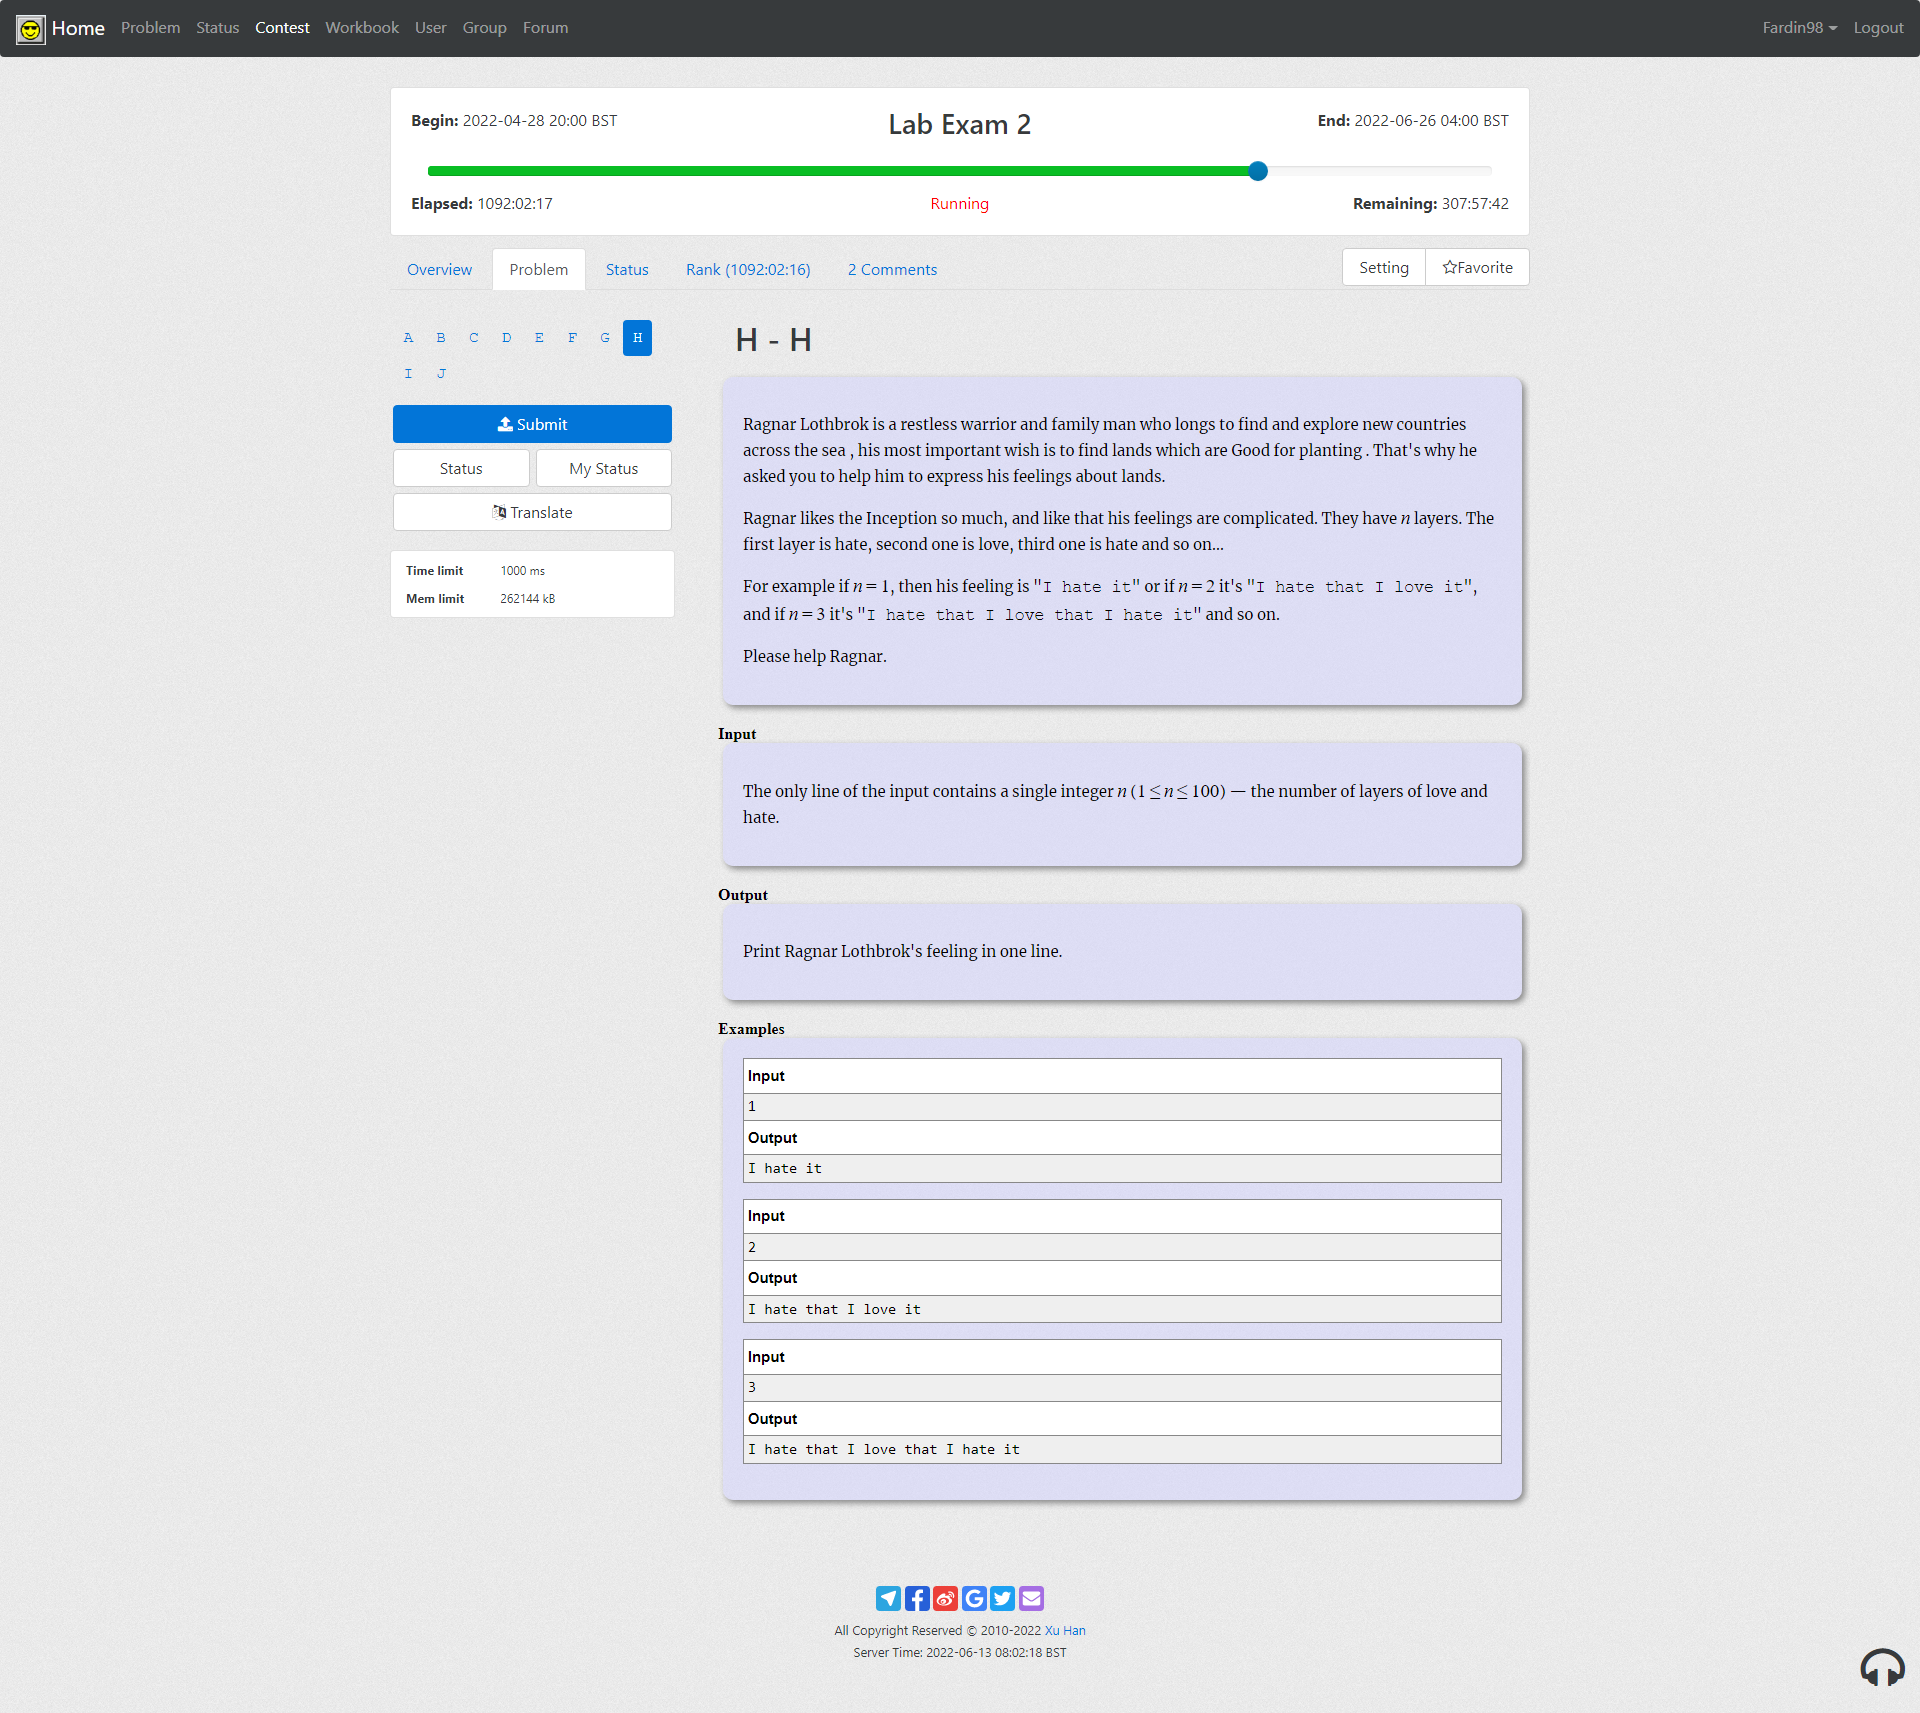 Home Problem Status Contest Workbook User Group Forum Fardin98 Logout
Begin: 2022-04-28 20:00 BST Lab Exam 2 End: 2022-06-26 04:00 BST
Elapsed: 1092:02:17 Running Remaining: 307:57:42
Overview Problem Status Rank (1092:02:16) 2 Comments Setting Favorite
A B C D E F G H
I J
Submit
Status My Status
Translate
Time limit 1000 ms
Mem limit 262144 kB
H - H
Ragnar Lothbrok is a restless warrior and family man who longs to find and explore new countries
across the sea , his most important wish is to find lands which are Good for planting . That's why he
asked you to help him to express his feelings about lands.
Ragnar likes the Inception so much, and like that his feelings are complicated. They have n layers. The
first layer is hate, second one is love, third one is hate and so on...
For example if n = 1, then his feeling is "I hate it" or if n = 2 it's "I hate that I love it",
and if n = 3 it's "I hate that I love that I hate it" and so on.
Please help Ragnar.
Input
The only line of the input contains a single integer n (1 ≤ n ≤ 100) — the number of layers of love and
hate.
Output
Print Ragnar Lothbrok's feeling in one line.
Examples
Input
1
Output
I hate it
Input
2
Output
I hate that I love it
Input
3
Output
I hate that I love that I hate it
All Copyright Reserved © 2010-2022 Xu Han
Server Time: 2022-06-13 08:02:18 BST